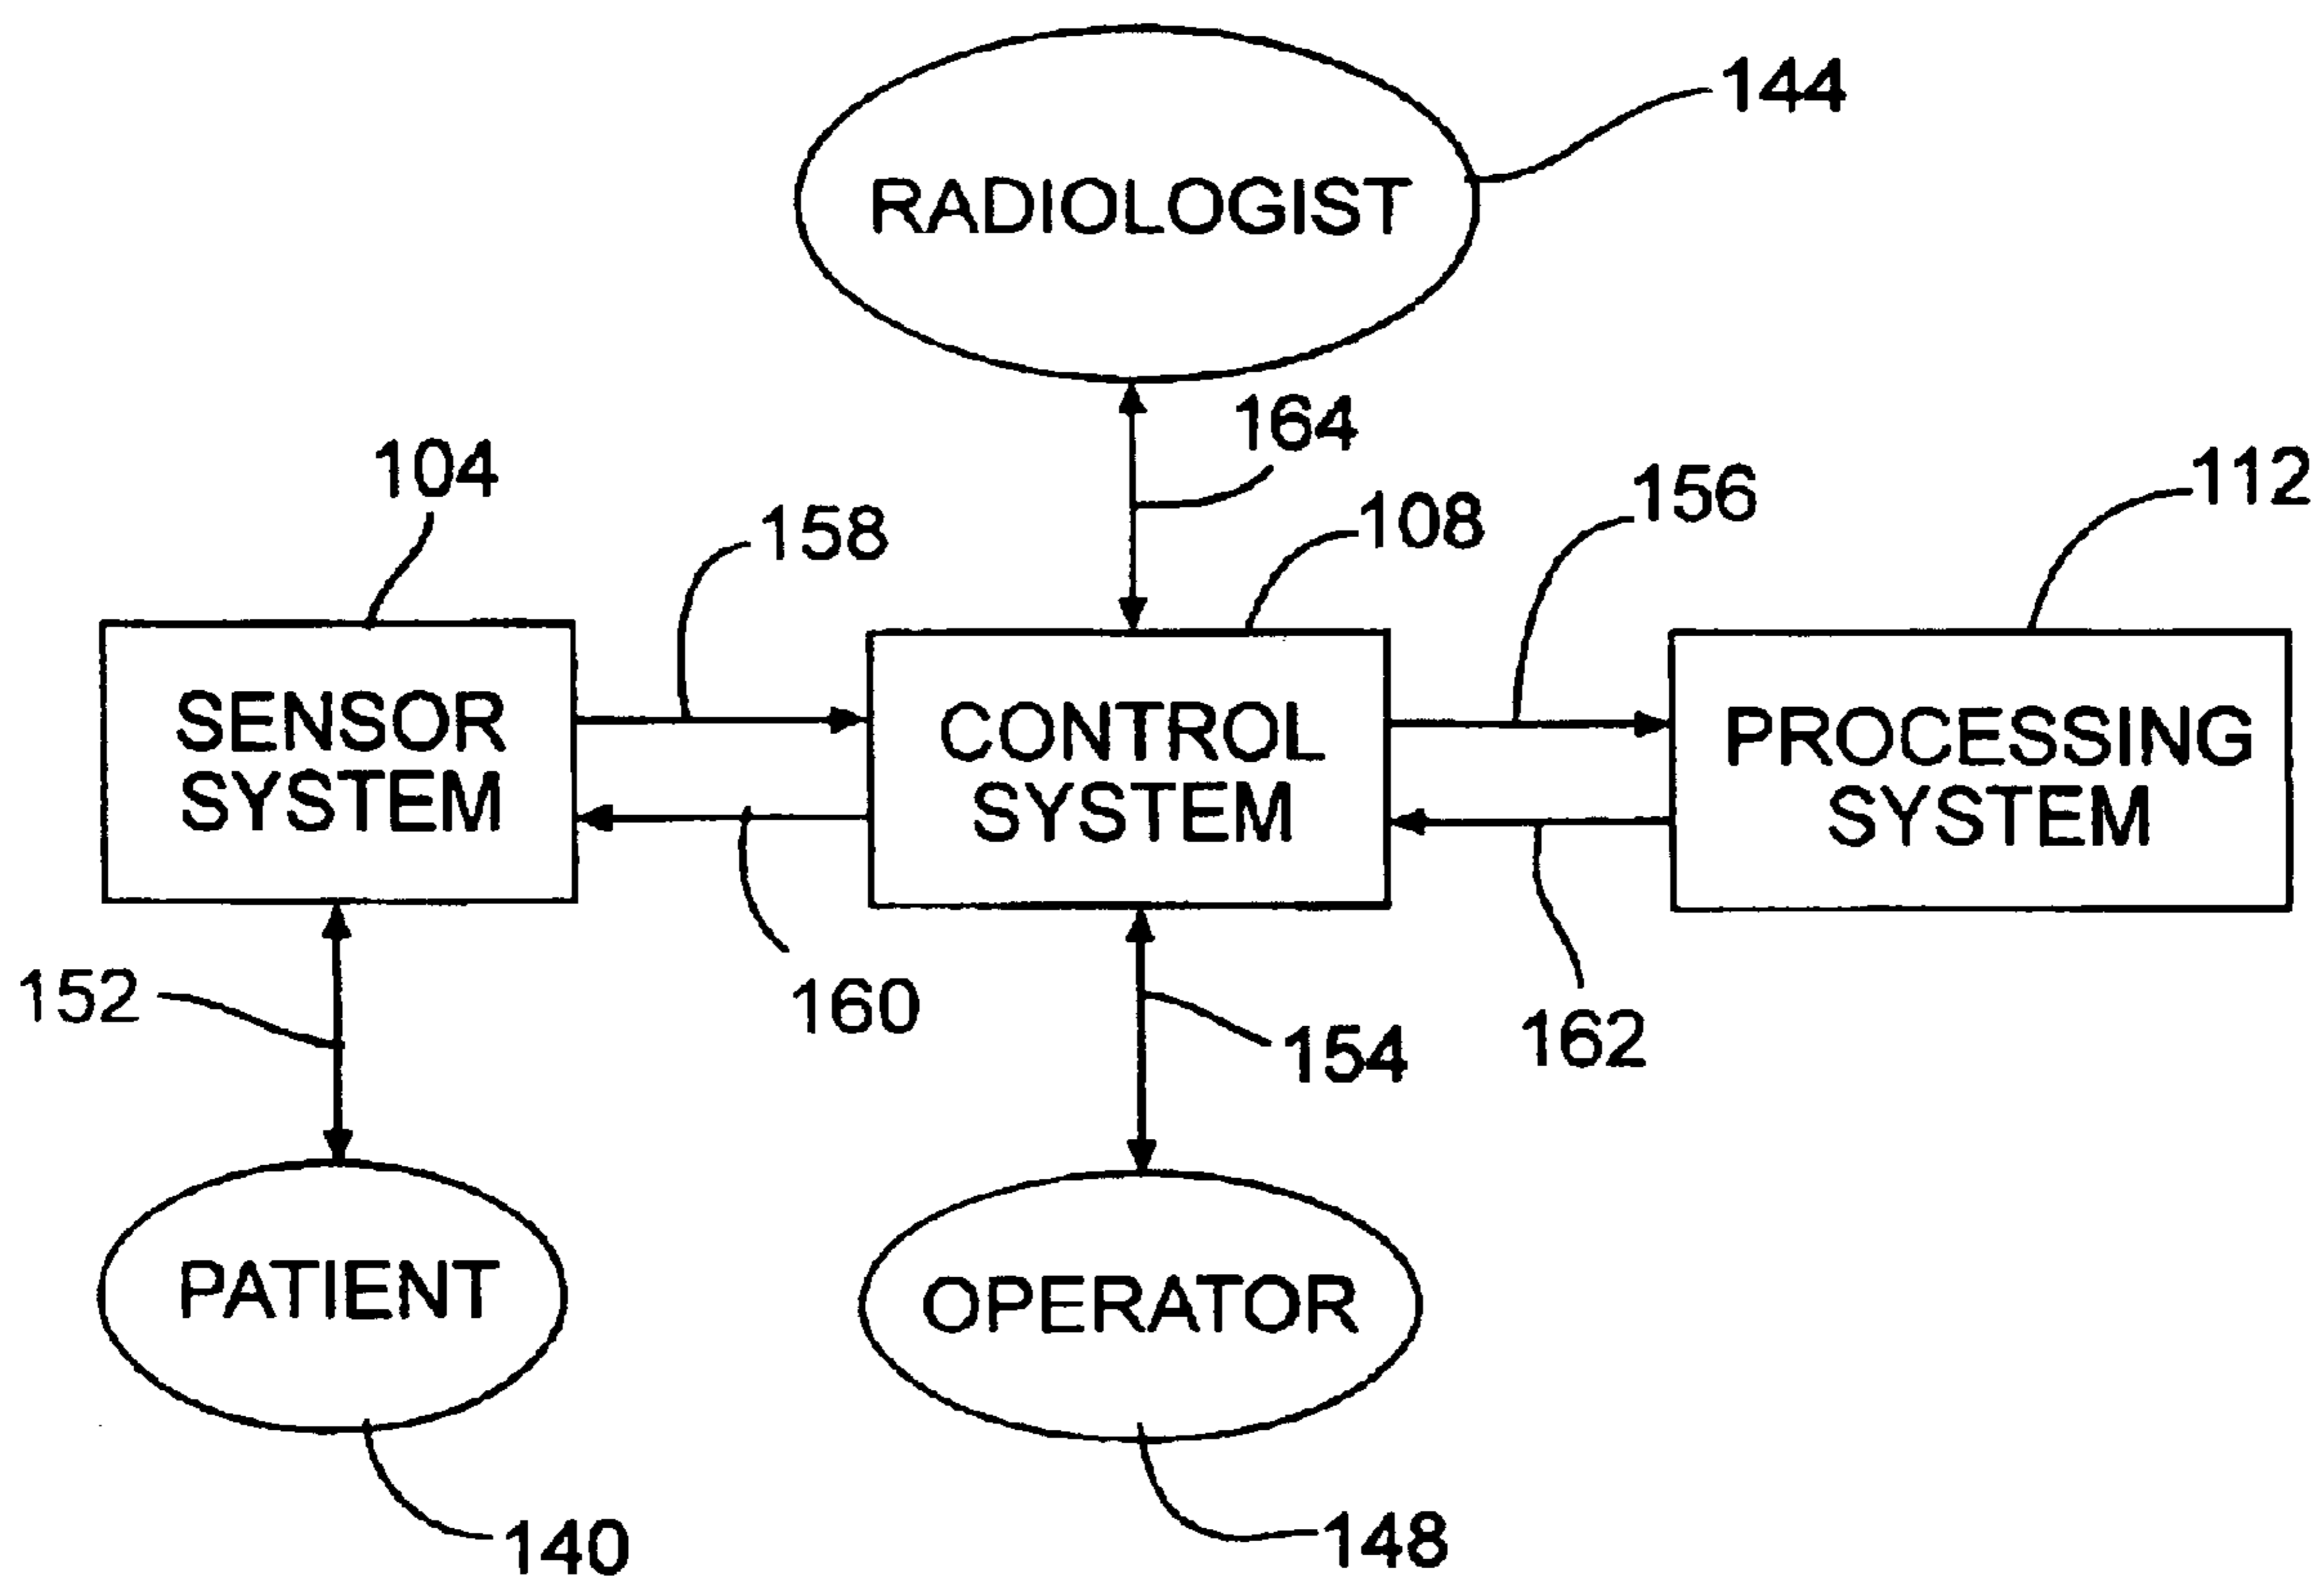 144
RADIOLOGIST
164
104
158
108
156
112
SENSOR
SYSTEM
CONTROL
SYSTEM
PROCESSING
SYSTEM
152
160
154
162
PATIENT
OPERATOR
140
148